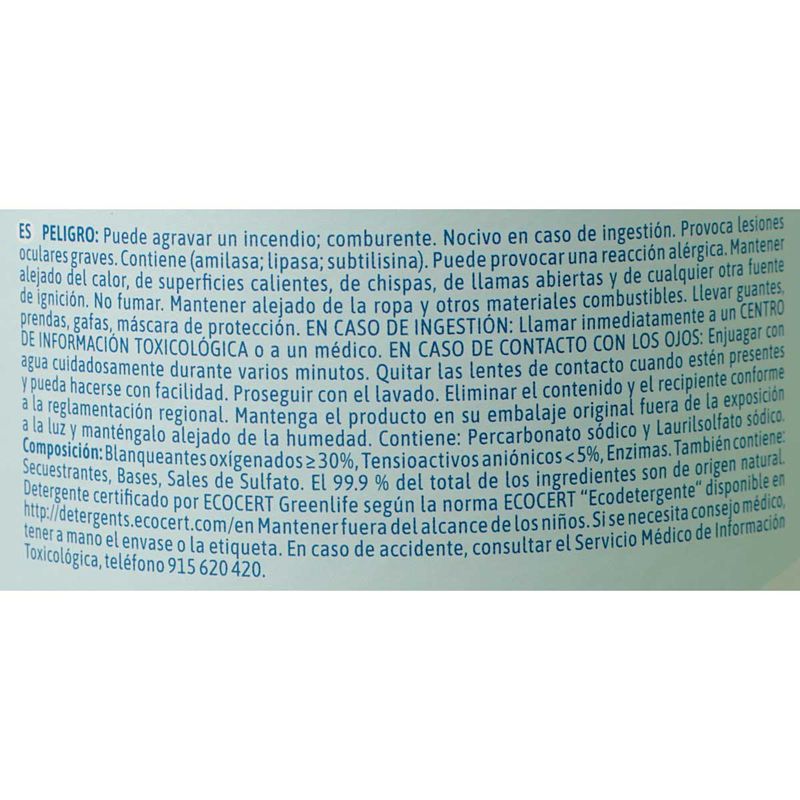 ES PELIGRO: Puede agravar un incendio; comburente. Nocivo en caso de ingestión. Provoca lesiones
oculares graves. Contiene (amilasa; lipasa; subtilisina). Puede provocar una reacción alérgica. Mantener
alejado del calor, de superficies calientes, de chispas, de llamas abiertas y de cualquier otra fuente
de ignición. No fumar. Mantener alejado de la ropa y otros materiales combustibles. Llevar guantes,
prendas, gafas, máscara de protección. EN CASO DE INGESTIÓN: Llamar inmediatamente a un CENTRO
DE INFORMACIÓN TOXICOLÓGICA o a un médico. EN CASO DE CONTACTO CON LOS OJOS: Enjuagar con
agua cuidadosamente durante varios minutos. Quitar las lentes de contacto cuando estén presentes
y pueda hacerse con facilidad. Proseguir con el lavado. Eliminar el contenido y el recipiente conforme
a la reglamentación regional. Mantenga el producto en su embalaje original fuera de la exposición
a la luz y manténgalo alejado de la humedad. Contiene: Percarbonato sódico y Laurilsolfato sódico.
Composición: Blanqueantes oxígenados ≥ 30%, Tensioactivos aniónicos < 5%, Enzimas. También contiene:
Secuestrantes, Bases, Sales de Sulfato. El 99.9 % del total de los ingredientes son de origen natural.
Detergente certificado por ECOCERT Greenlife según la norma ECOCERT "Ecodetergente" disponible en
http://detergents.ecocert.com/en Mantener fuera del alcance de los niños. Si se necesita consejo médico,
tener a mano el envase o la etiqueta. En caso de accidente, consultar el Servicio Médico de Información
Toxicológica, teléfono 915 620 420.